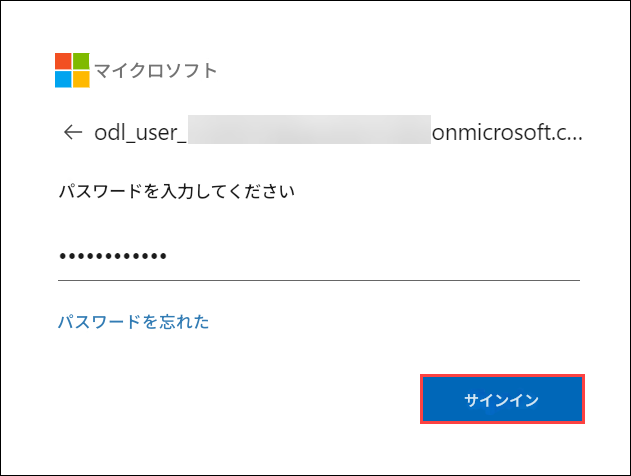 マイクロソフト
← odl_user_ onmicrosoft.c...
パスワードを入力してください
••••••••••••
パスワードを忘れた
サインイン